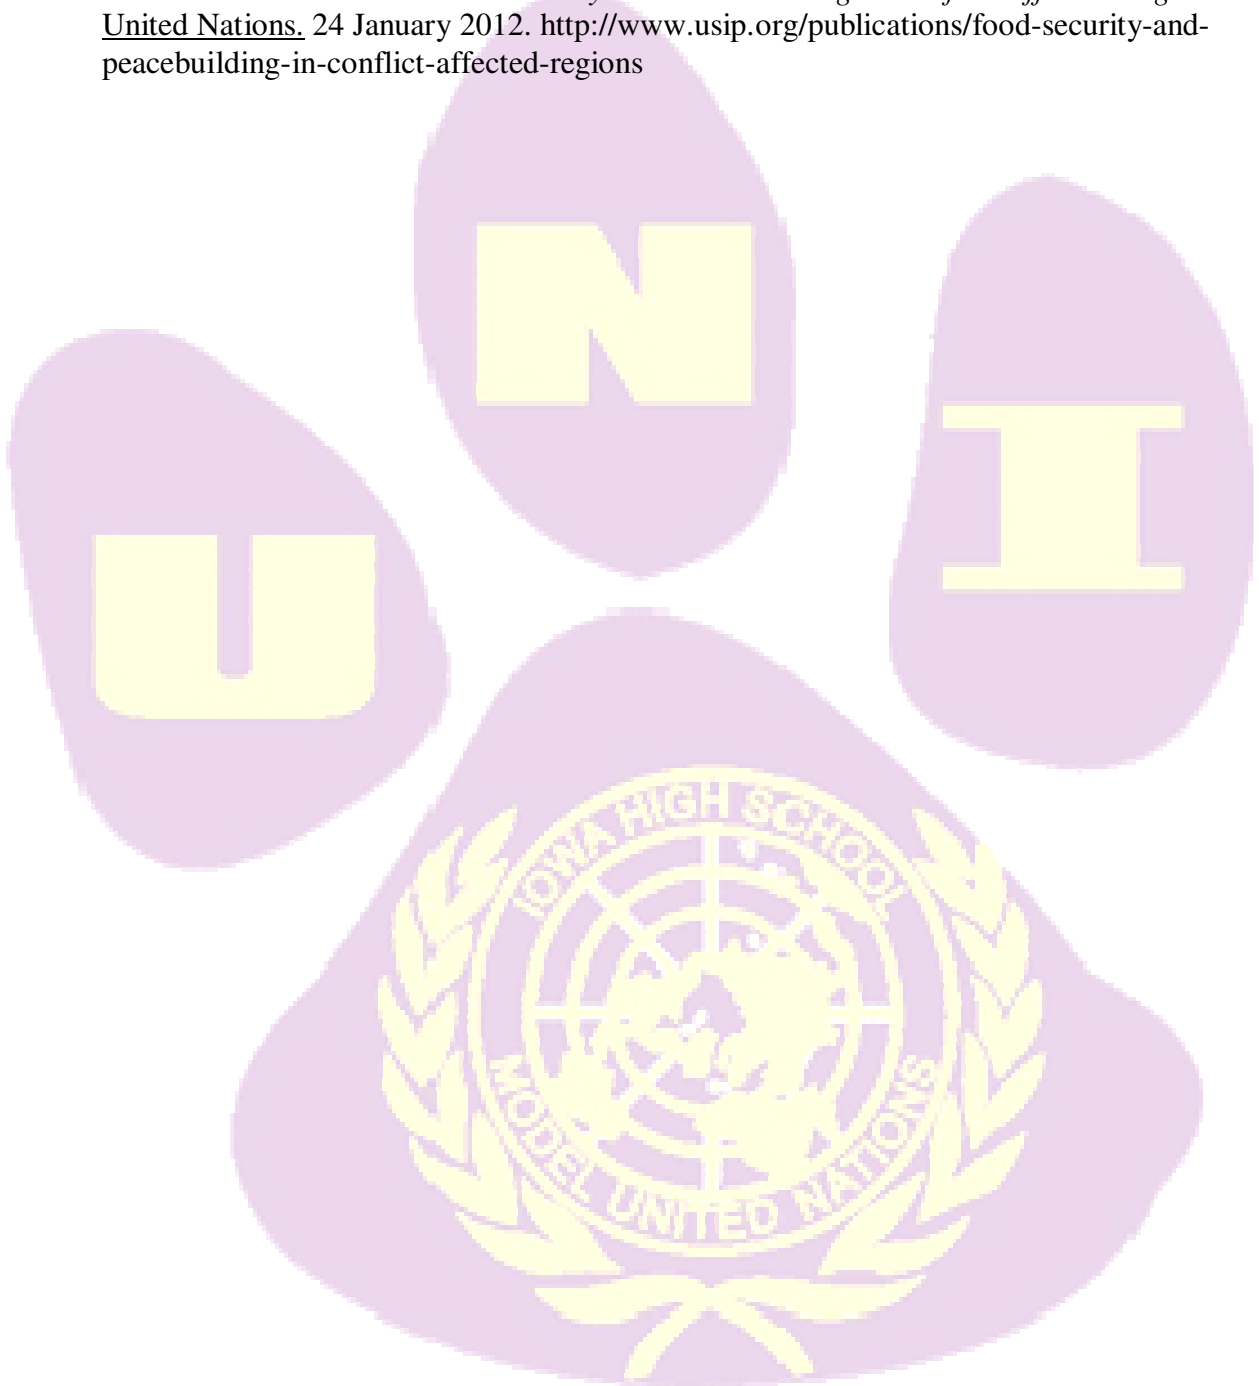 United Nations. 24 January 2012. http://www.usip.org/publications/food-security-and-
peacebuilding-in-conflict-affected-regions
N
I
U
IOWA HIGH SCHOOL
MODEL UNITED NATIONS